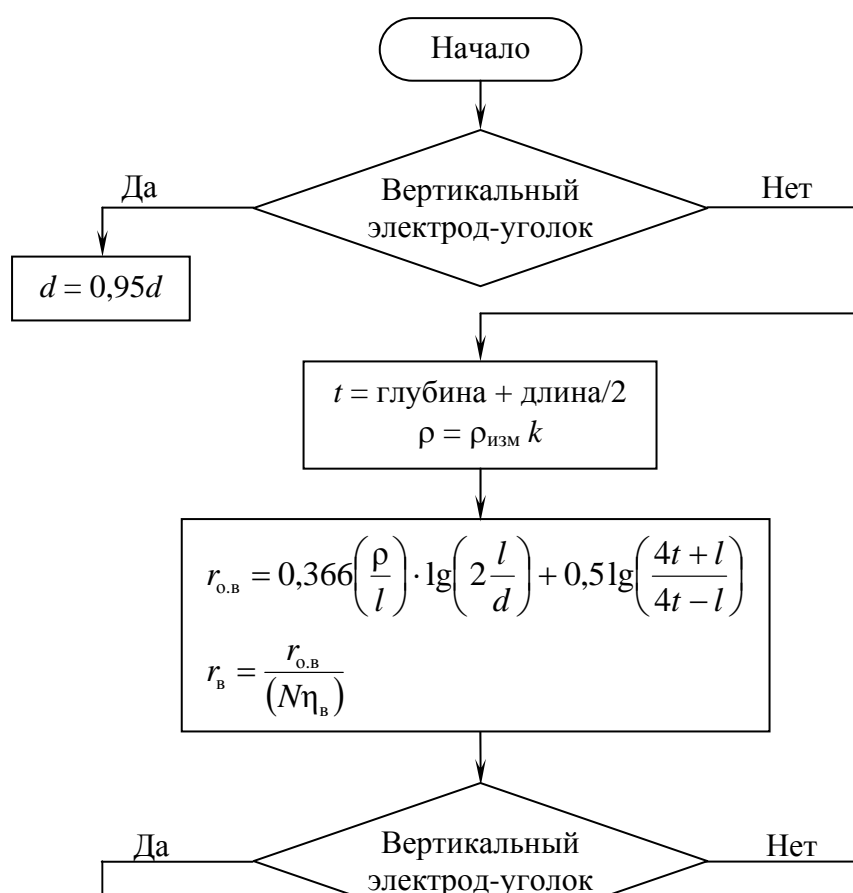 Начало
Да
Вертикальный
электрод-уголок
Нет
d = 0,95d
t = глубина + длина/2
ρ = ρизм k
rо.в = 0,366(ρ/l) · lg(2 l/d) + 0,5lg((4t + l)/(4t − l))
rв = rо.в/(Nηв)
Да
Вертикальный
электрод-уголок
Нет